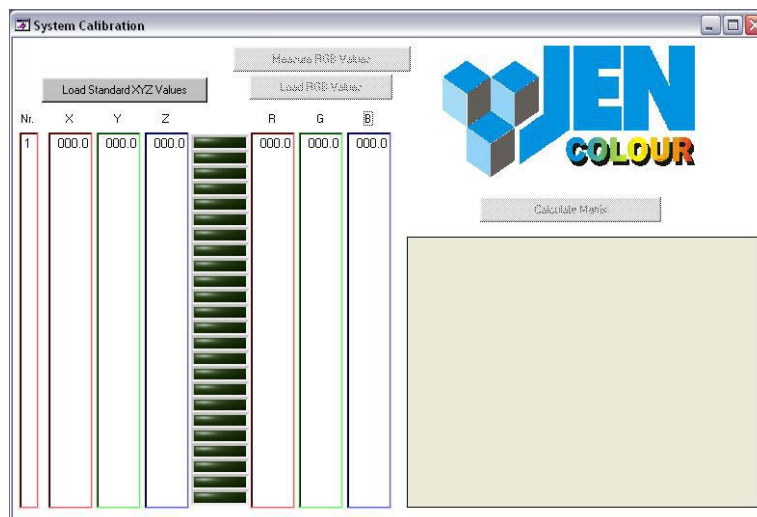 System Calibration
Measure RGB Values
Load Standard XYZ Values
Load RGB Values
Nr. X Y Z R G B
1 000.0 000.0 000.0 000.0 000.0 000.0
JEN
COLOUR
Calculate Matrix